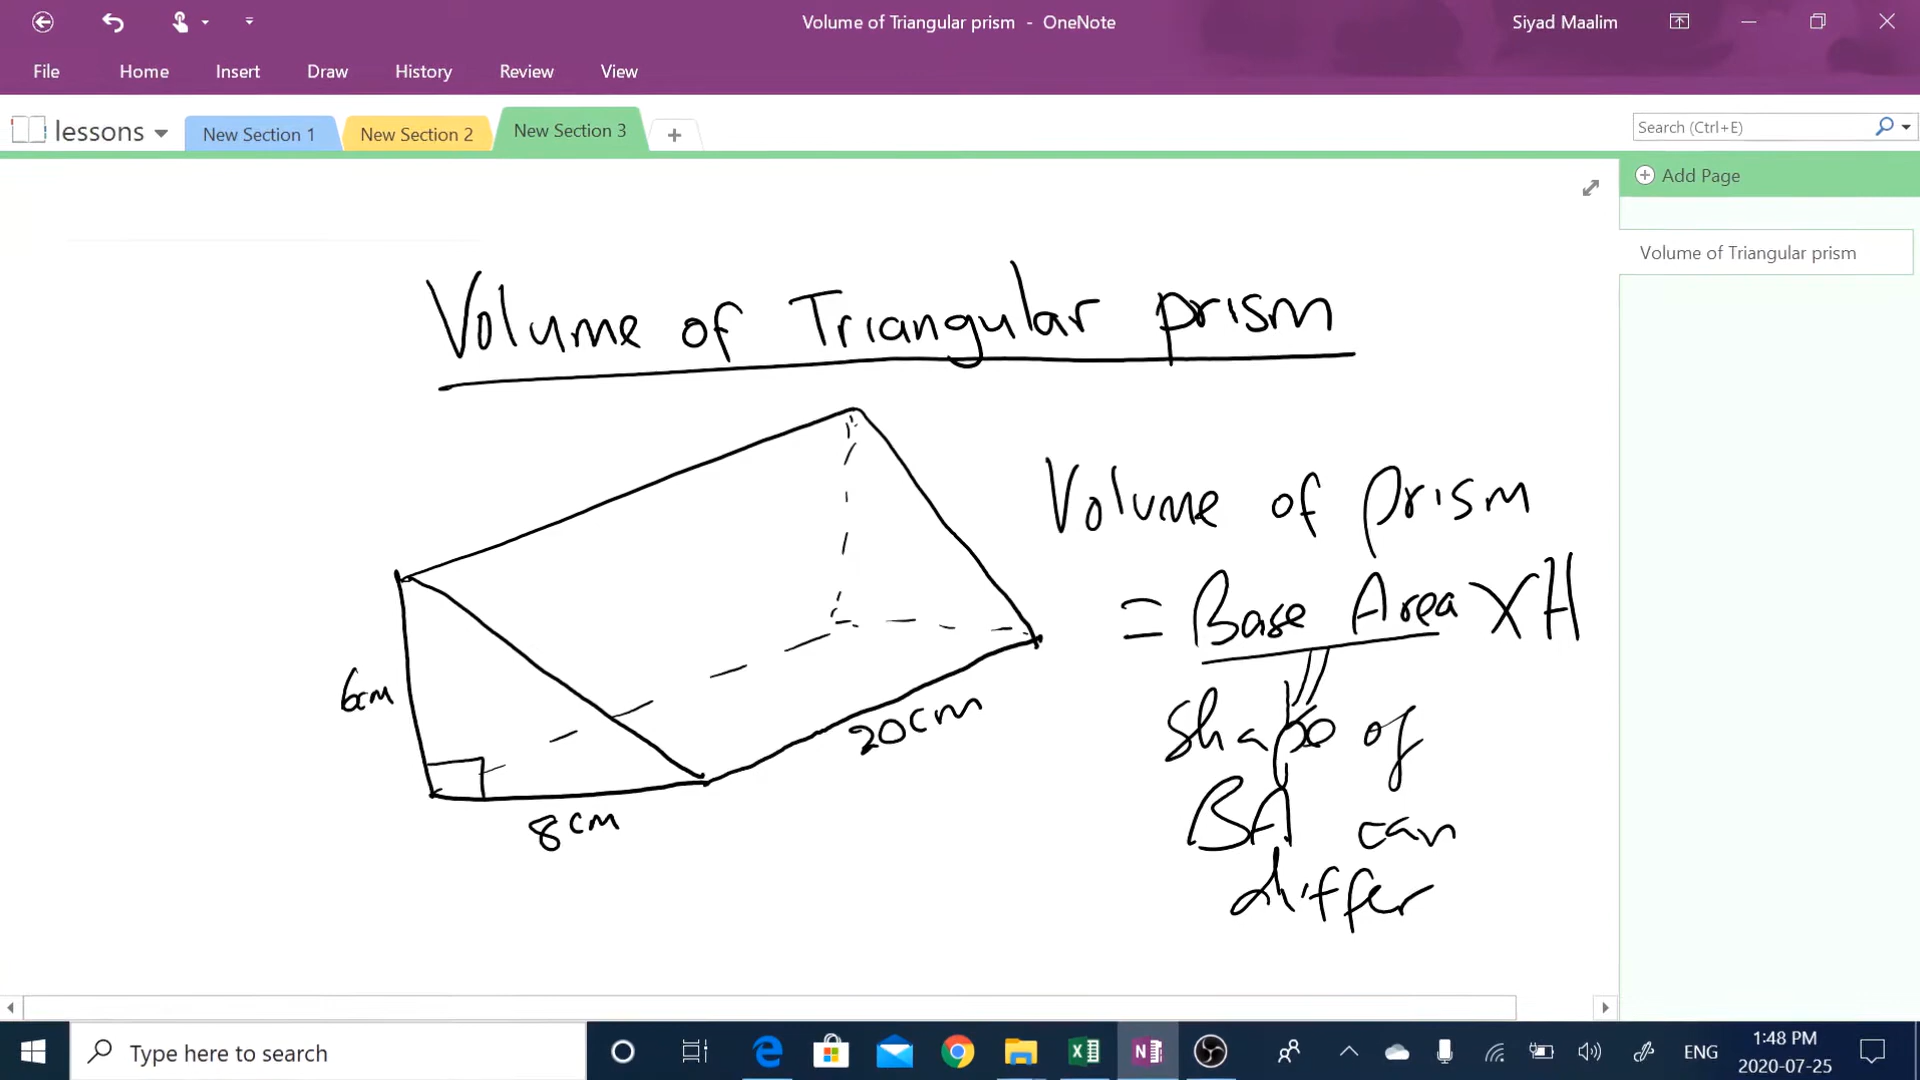 Volume of Triangular prism - OneNote
Siyad Maalim
File Home Insert Draw History Review View
lessons
New Section 1
New Section 2
New Section 3
Search (Ctrl+E)
Add Page
Volume of Triangular prism
Volume of Triangular prism
Volume of prism
= Base Area X H
shape of
BA can
differ
6cm
20cm
8cm
Type here to search
ENG
1:48 PM
2020-07-25